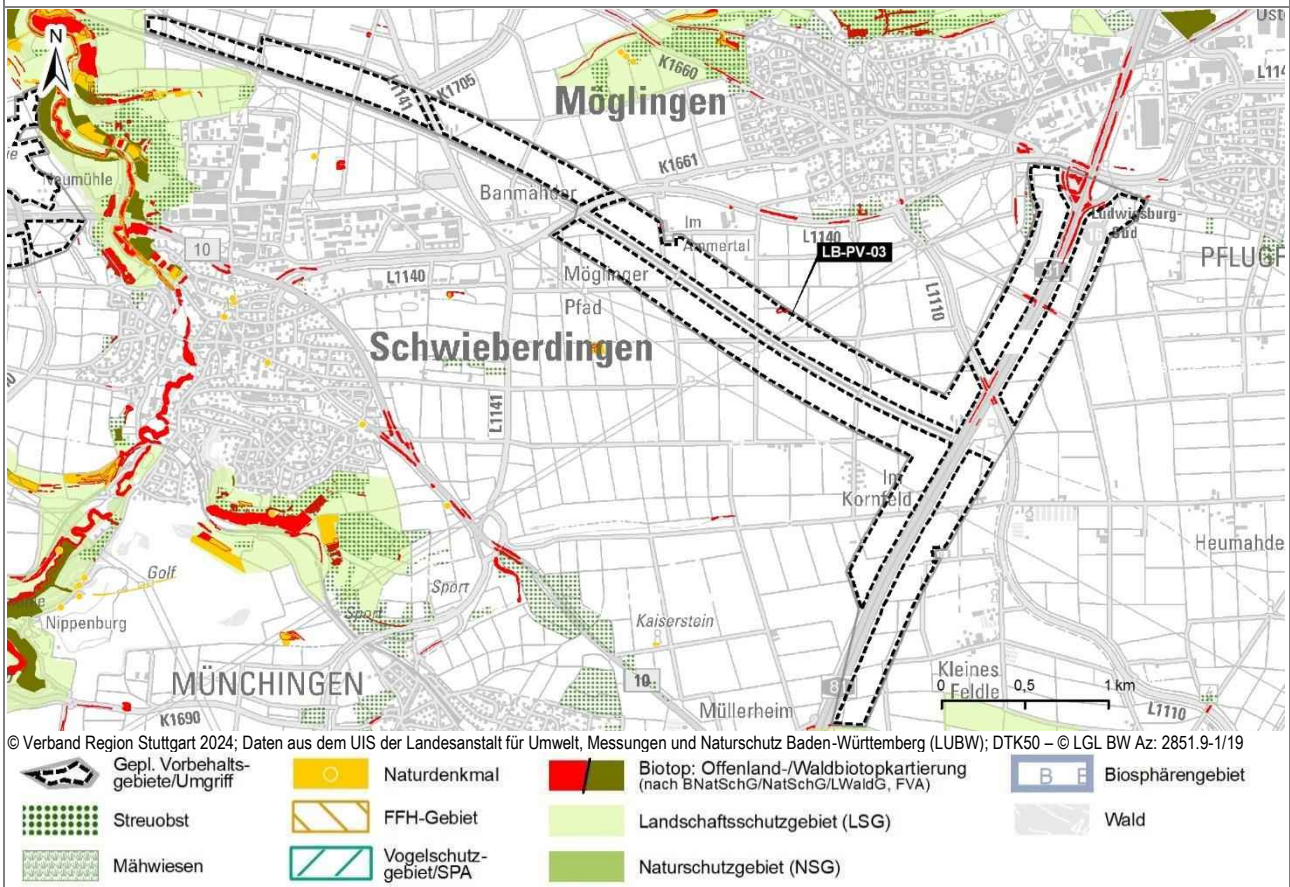 N
Uste
L114
K1660
K1705
L1141
Möglingen
K1661
Neumühle
Banmahder
Im
Ammertal
Ludwigsburg-
Süd
10
L1140
LB-PV-03
81
PFLUGF
L1140
Möglinger
Pfad
L1110
Schwieberdingen
L1141
Im
Kornfeld
Heumahde
Golf
Sport
Nippenburg
Sport
Kaiserstein
MÜNCHINGEN
10
Kleines
Feldle
0 0,5 1 km
K1690
Müllerheim
L1110
© Verband Region Stuttgart 2024; Daten aus dem UIS der Landesanstalt für Umwelt, Messungen und Naturschutz Baden-Württemberg (LUBW); DTK50 – © LGL BW Az: 2851.9-1/19
Gepl. Vorbehalts-
gebiete/Umgriff
Naturdenkmal
Biotop: Offenland-/Waldbiotopkartierung
(nach BNatSchG/NatSchG/LWaldG, FVA)
B E
Biosphärengebiet
Streuobst
FFH-Gebiet
Landschaftsschutzgebiet (LSG)
Wald
Mähwiesen
Vogelschutz-
gebiet/SPA
Naturschutzgebiet (NSG)